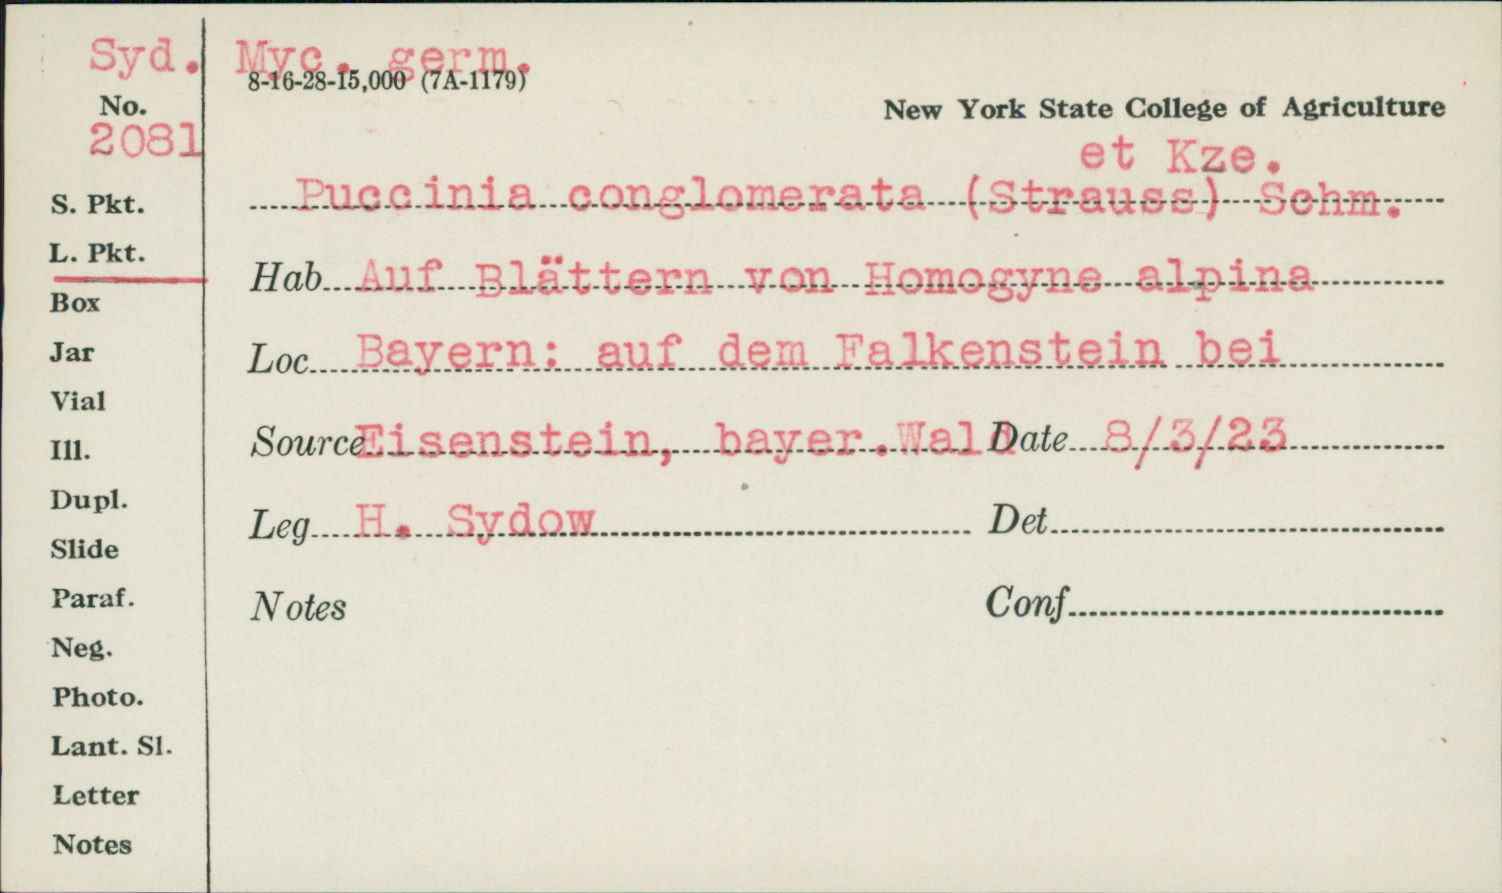 Syd. Myc. germ.
8-16-28-15,000 (7A-1179)
No.
2081
New York State College of Agriculture
et Kze.
Puccinia conglomerata (Strauss) Schm.
S. Pkt.
L. Pkt.
Hab Auf Blättern von Homogyne alpina
Box
Jar
Loc Bayern: auf dem Falkenstein bei
Vial
Source Eisenstein, bayer.Wald Date 8/3/23
Ill.
Dupl.
Leg H. Sydow Det
Slide
Paraf.
Notes Conf
Neg.
Photo.
Lant. Sl.
Letter
Notes